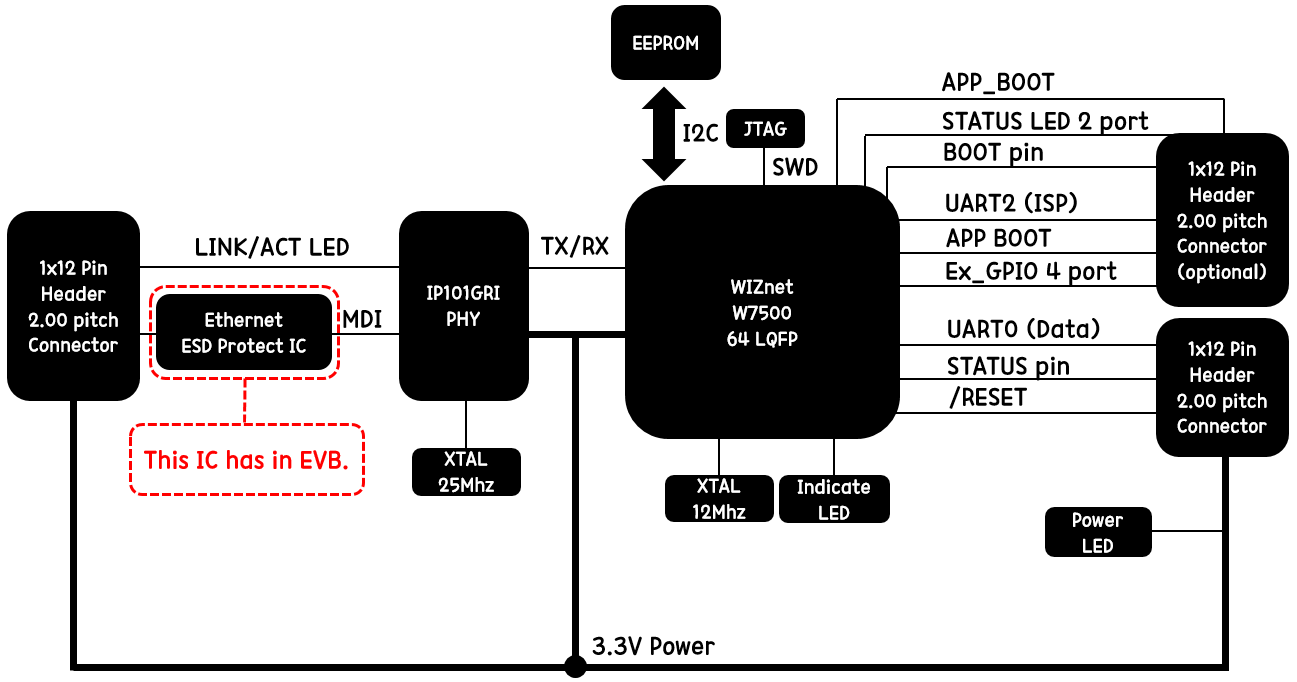 EEPROM
I2C
JTAG
SWD
APP_BOOT
STATUS LED 2 port
BOOT pin
UART2 (ISP)
APP BOOT
Ex_GPIO 4 port
1x12 Pin
Header
2.00 pitch
Connector
(optional)
LINK/ACT LED
TX/RX
1x12 Pin
Header
2.00 pitch
Connector
Ethernet
ESD Protect IC
MDI
IP101GRI
PHY
WIZnet
W7500
64 LQFP
UART0 (Data)
STATUS pin
/RESET
1x12 Pin
Header
2.00 pitch
Connector
This IC has in EVB.
XTAL
25Mhz
XTAL
12Mhz
Indicate
LED
Power
LED
3.3V Power